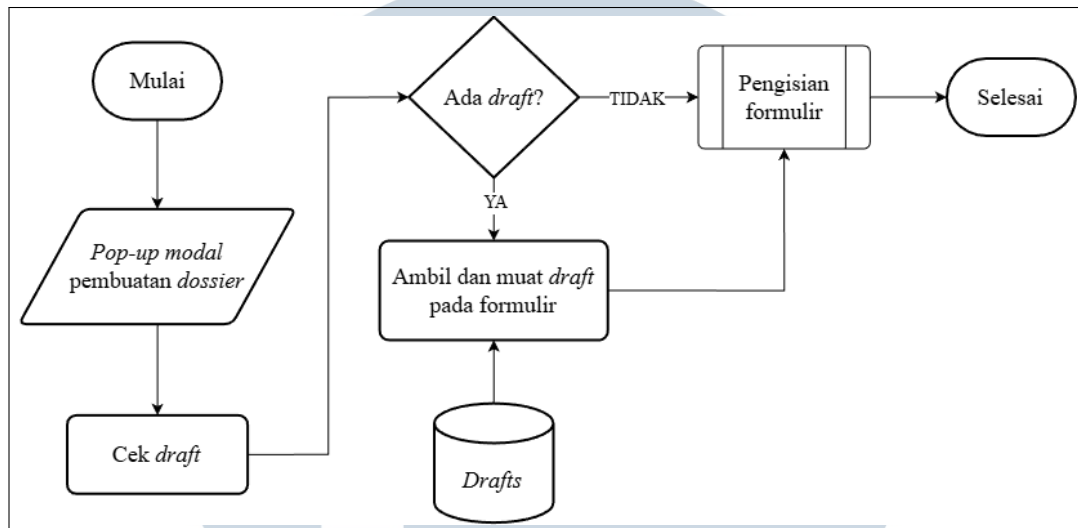 Mulai
Pop-up modal
pembuatan dossier
Cek draft
Ada draft?
TIDAK
YA
Ambil dan muat draft
pada formulir
Drafts
Pengisian
formulir
Selesai